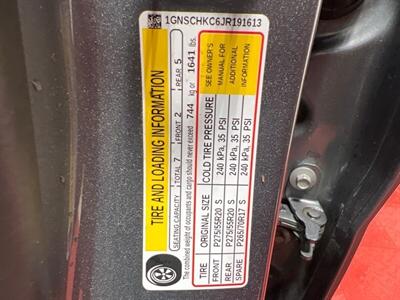 1GNSCHKC6JR191613
TIRE AND LOADING INFORMATION
SEATING CAPACITY TOTAL 7 FRONT 2 REAR 5
The combined weight of occupants and cargo should never exceed 744 kg or 1641 lbs.
TIRE ORIGINAL SIZE COLD TIRE PRESSURE
FRONT P275/55R20 S 240 kPa, 35 PSI
REAR P275/55R20 S 240 kPa, 35 PSI
SPARE P265/70R17 S 240 kPa, 35 PSI
SEE OWNER'S
MANUAL FOR
ADDITIONAL
INFORMATION